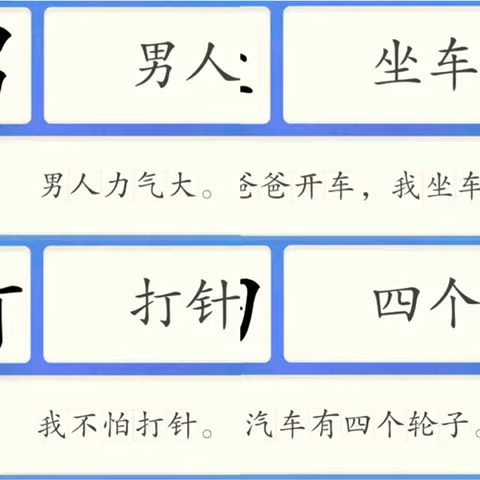 男人
坐车
男人力气大。
爸爸开车，我坐车
打针
四个
我不怕打针。
汽车有四个轮子。